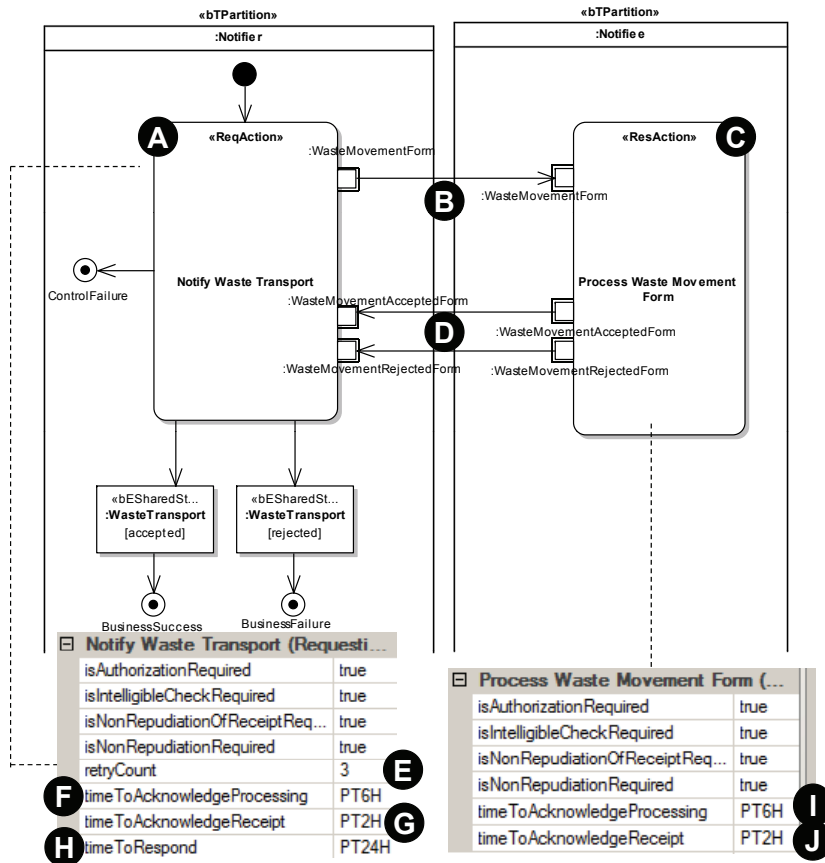 «bTPartition»
:Notifier
«bTPartition»
:Notifiee
A
«ReqAction»
«ResAction»
C
:WasteMovementForm
B
:WasteMovementForm
ControlFailure
Notify Waste Transport
Process Waste Movement
Form
:WasteMovementAcceptedForm
D
:WasteMovementAcceptedForm
:WasteMovementRejectedForm
:WasteMovementRejectedForm
«bESharedSt...
:WasteTransport
[accepted]
«bESharedSt...
:WasteTransport
[rejected]
BusinessSuccess
BusinessFailure
Notify Waste Transport (Requesti...
isAuthorizationRequired true
isIntelligibleCheckRequired true
isNonRepudiationOfReceiptReq... true
isNonRepudiationRequired true
retryCount 3 E
F timeToAcknowledgeProcessing PT6H
timeToAcknowledgeReceipt PT2H G
H timeToRespond PT24H
Process Waste Movement Form (...
isAuthorizationRequired true
isIntelligibleCheckRequired true
isNonRepudiationOfReceiptReq... true
isNonRepudiationRequired true
timeToAcknowledgeProcessing PT6H I
timeToAcknowledgeReceipt PT2H J